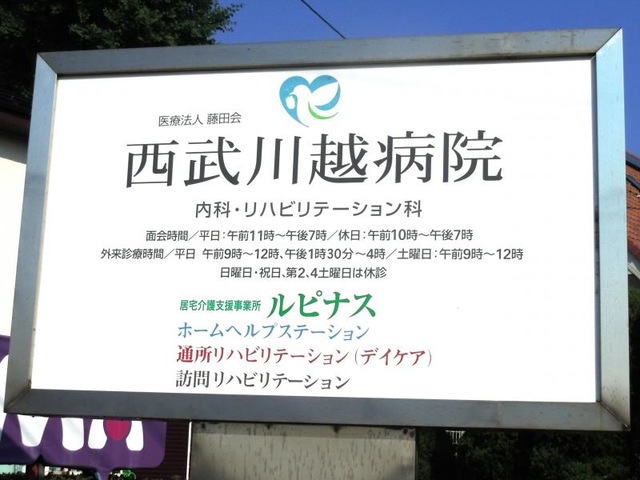 医療法人 藤田会
西武川越病院
内科・リハビリテーション科
面会時間／平日：午前11時～午後7時／休日：午前10時～午後7時
外来診療時間／平日 午前9時～12時、午後1時30分～4時／土曜日：午前9時～12時
日曜日・祝日、第2、4土曜日は休診
居宅介護支援事業所 ルピナス
ホームヘルプステーション
通所リハビリテーション（デイケア）
訪問リハビリテーション